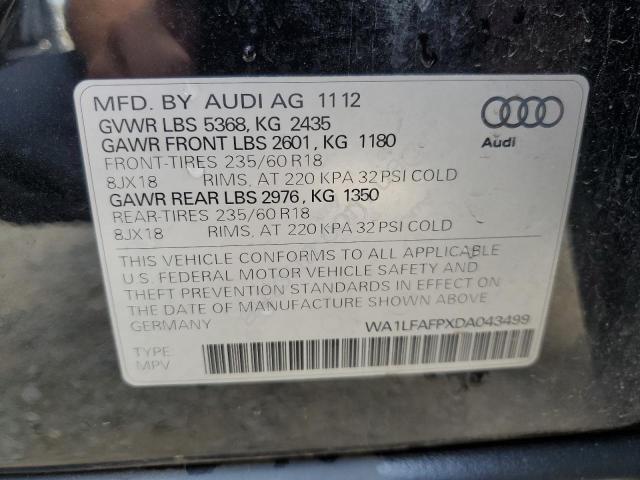 MFD. BY AUDI AG 11 12
GVWR LBS 5368, KG 2435
GAWR FRONT LBS 2601, KG 1180
FRONT-TIRES 235/60 R18
8JX18 RIMS, AT 220 KPA 32 PSI COLD
GAWR REAR LBS 2976, KG 1350
REAR-TIRES 235/60 R18
8JX18 RIMS, AT 220 KPA 32 PSI COLD
Audi
THIS VEHICLE CONFORMS TO ALL APPLICABLE
U.S. FEDERAL MOTOR VEHICLE SAFETY AND
THEFT PREVENTION STANDARDS IN EFFECT ON
THE DATE OF MANUFACTURE SHOWN ABOVE.
GERMANY
WA1LFAFPXDA043499
TYPE:
MPV